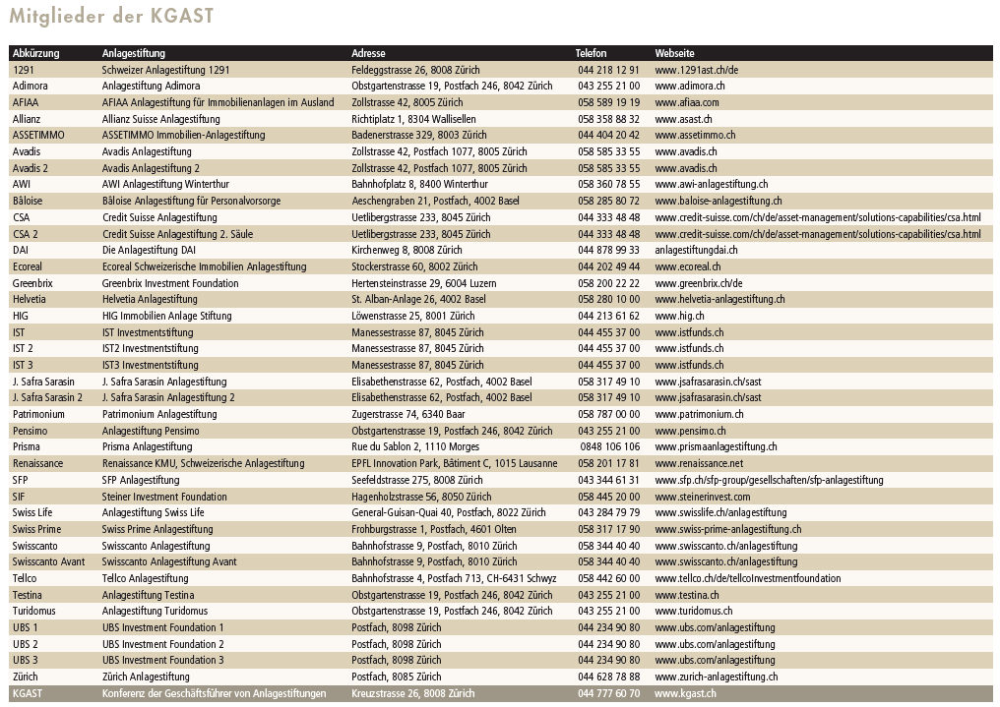 Mitglieder der KGAST
Abkürzung Anlagestiftung Adresse Telefon Webseite
1291 Schweizer Anlagestiftung 1291 Feldeggstrasse 26, 8008 Zürich 044 218 12 91 www.1291ast.ch/de
Adimora Anlagestiftung Adimora Obstgartenstrasse 19, Postfach 246, 8042 Zürich 043 255 21 00 www.adimora.ch
AFIAA AFIAA Anlagestiftung für Immobilienanlagen im Ausland Zollstrasse 42, 8005 Zürich 058 589 19 19 www.afiaa.com
Allianz Allianz Suisse Anlagestiftung Richtiplatz 1, 8304 Wallisellen 058 358 88 32 www.asast.ch
ASSETIMMO ASSETIMMO Immobilien-Anlagestiftung Badenerstrasse 329, 8003 Zürich 044 404 20 42 www.assetimmo.ch
Avadis Avadis Anlagestiftung Zollstrasse 42, Postfach 1077, 8005 Zürich 058 585 33 55 www.avadis.ch
Avadis 2 Avadis Anlagestiftung 2 Zollstrasse 42, Postfach 1077, 8005 Zürich 058 585 33 55 www.avadis.ch
AWI AWI Anlagestiftung Winterthur Bahnhofplatz 8, 8400 Winterthur 058 360 78 55 www.awi-anlagestiftung.ch
Bâloise Bâloise Anlagestiftung für Personalvorsorge Aeschengraben 21, Postfach, 4002 Basel 058 285 80 72 www.baloise-anlagestiftung.ch
CSA Credit Suisse Anlagestiftung Uetlibergstrasse 233, 8045 Zürich 044 333 48 48 www.credit-suisse.com/ch/de/asset-management/solutions-capabilities/csa.html
CSA 2 Credit Suisse Anlagestiftung 2. Säule Uetlibergstrasse 233, 8045 Zürich 044 333 48 48 www.credit-suisse.com/ch/de/asset-management/solutions-capabilities/csa.html
DAI Die Anlagestiftung DAI Kirchenweg 8, 8008 Zürich 044 878 99 33 anlagestiftungdai.ch
Ecoreal Ecoreal Schweizerische Immobilien Anlagestiftung Stockerstrasse 60, 8002 Zürich 044 202 49 44 www.ecoreal.ch
Greenbrix Greenbrix Investment Foundation Hertensteinstrasse 29, 6004 Luzern 058 200 22 22 www.greenbrix.ch/de
Helvetia Helvetia Anlagestiftung St. Alban-Anlage 26, 4002 Basel 058 280 10 00 www.helvetia-anlagestiftung.ch
HIG HIG Immobilien Anlage Stiftung Löwenstrasse 25, 8001 Zürich 044 213 61 62 www.hig.ch
IST IST Investmentstiftung Manessestrasse 87, 8045 Zürich 044 455 37 00 www.istfunds.ch
IST 2 IST2 Investmentstiftung Manessestrasse 87, 8045 Zürich 044 455 37 00 www.istfunds.ch
IST 3 IST3 Investmentstiftung Manessestrasse 87, 8045 Zürich 044 455 37 00 www.istfunds.ch
J. Safra Sarasin J. Safra Sarasin Anlagestiftung Elisabethenstrasse 62, Postfach, 4002 Basel 058 317 49 10 www.jsafrasarasin.ch/sast
J. Safra Sarasin 2 J. Safra Sarasin Anlagestiftung 2 Elisabethenstrasse 62, Postfach, 4002 Basel 058 317 49 10 www.jsafrasarasin.ch/sast
Patrimonium Patrimonium Anlagestiftung Zugerstrasse 74, 6340 Baar 058 787 00 00 www.patrimonium.ch
Pensimo Anlagestiftung Pensimo Obstgartenstrasse 19, Postfach 246, 8042 Zürich 043 255 21 00 www.pensimo.ch
Prisma Prisma Anlagestiftung Rue du Sablon 2, 1110 Morges 0848 106 106 www.prismaanlagestiftung.ch
Renaissance Renaissance KMU, Schweizerische Anlagestiftung EPFL Innovation Park, Bâtiment C, 1015 Lausanne 058 201 17 81 www.renaissance.net
SFP SFP Anlagestiftung Seefeldstrasse 275, 8008 Zürich 043 344 61 31 www.sfp.ch/sfp-group/gesellschaften/sfp-anlagestiftung
SIF Steiner Investment Foundation Hagenholzstrasse 56, 8050 Zürich 058 445 20 00 www.steinerinvest.com
Swiss Life Anlagestiftung Swiss Life General-Guisan-Quai 40, Postfach, 8022 Zürich 043 284 79 79 www.swisslife.ch/anlagestiftung
Swiss Prime Swiss Prime Anlagestiftung Frohburgstrasse 1, Postfach, 4601 Olten 058 317 17 90 www.swiss-prime-anlagestiftung.ch
Swisscanto Swisscanto Anlagestiftung Bahnhofstrasse 9, Postfach, 8010 Zürich 058 344 40 40 www.swisscanto.ch/anlagestiftung
Swisscanto Avant Swisscanto Anlagestiftung Avant Bahnhofstrasse 9, Postfach, 8010 Zürich 058 344 40 40 www.swisscanto.ch/anlagestiftung
Tellco Tellco Anlagestiftung Bahnhofstrasse 4, Postfach 713, CH-6431 Schwyz 058 442 60 00 www.tellco.ch/de/tellcoInvestmentfoundation
Testina Anlagestiftung Testina Obstgartenstrasse 19, Postfach 246, 8042 Zürich 043 255 21 00 www.testina.ch
Turidomus Anlagestiftung Turidomus Obstgartenstrasse 19, Postfach 246, 8042 Zürich 043 255 21 00 www.turidomus.ch
UBS 1 UBS Investment Foundation 1 Postfach, 8098 Zürich 044 234 90 80 www.ubs.com/anlagestiftung
UBS 2 UBS Investment Foundation 2 Postfach, 8098 Zürich 044 234 90 80 www.ubs.com/anlagestiftung
UBS 3 UBS Investment Foundation 3 Postfach, 8098 Zürich 044 234 90 80 www.ubs.com/anlagestiftung
Zürich Zürich Anlagestiftung Postfach, 8085 Zürich 044 628 78 88 www.zurich-anlagestiftung.ch
KGAST Konferenz der Geschäftsführer von Anlagestiftungen Kreuzstrasse 26, 8008 Zürich 044 777 60 70 www.kgast.ch